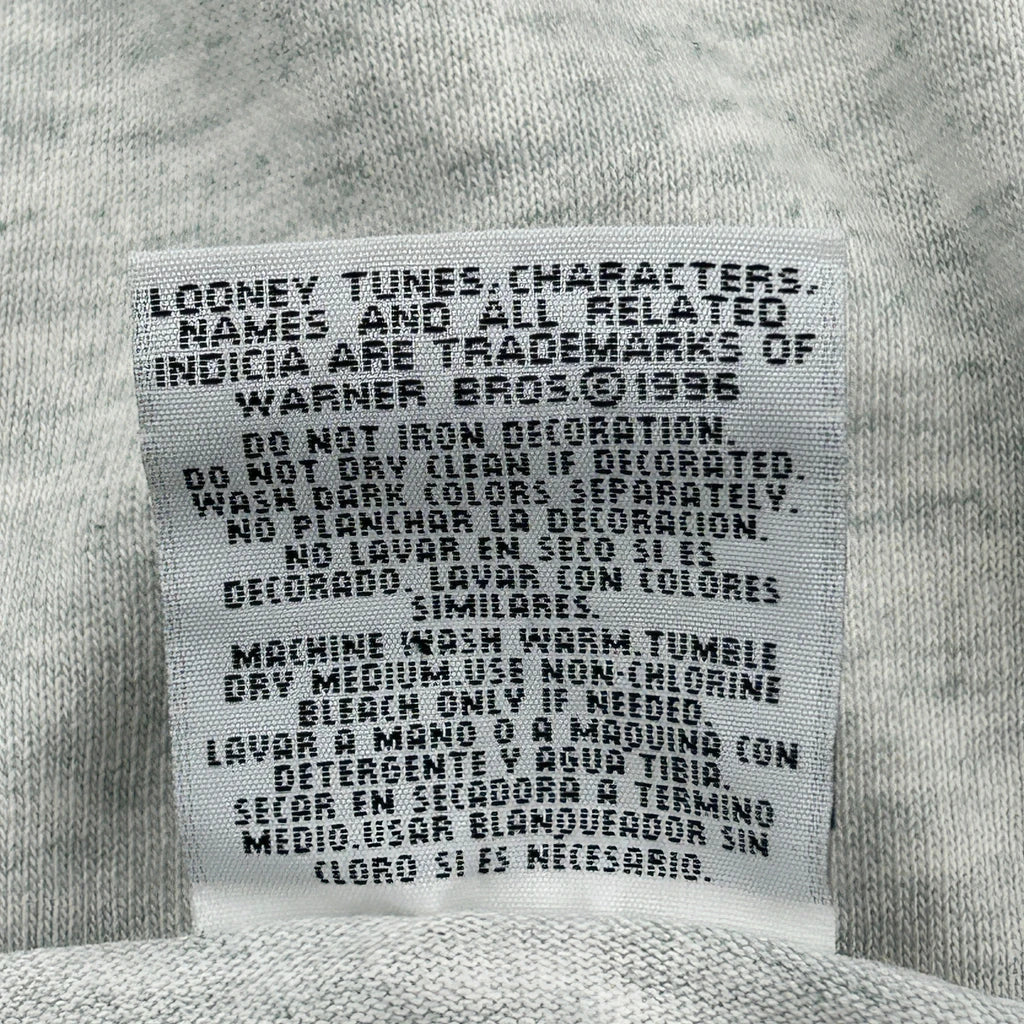 LOONEY TUNES. CHARACTERS.
NAMES AND ALL RELATED
INDICIA ARE TRADEMARKS OF
WARNER BROS.© 1996
DO NOT IRON DECORATION.
DO NOT DRY CLEAN IF DECORATED.
WASH DARK COLORS SEPARATELY.
NO PLANCHAR LA DECORACION.
NO LAVAR EN SECO SI ES
DECORADO. LAVAR CON COLORES
SIMILARES.
MACHINE WASH WARM.TUMBLE
DRY MEDIUM.USE NON-CHLORINE
BLEACH ONLY IF NEEDED.
LAVAR A MANO O A MAQUINA CON
DETERGENTE Y AGUA TIBIA.
SECAR EN SECADORA A TERMINO
MEDIO.USAR BLANQUEADOR SIN
CLORO SI ES NECESARIO.